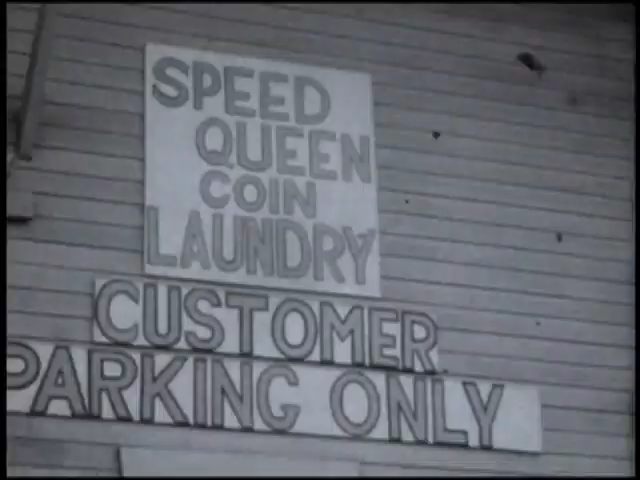 SPEED
QUEEN
COIN
LAUNDRY
CUSTOMER
PARKING ONLY